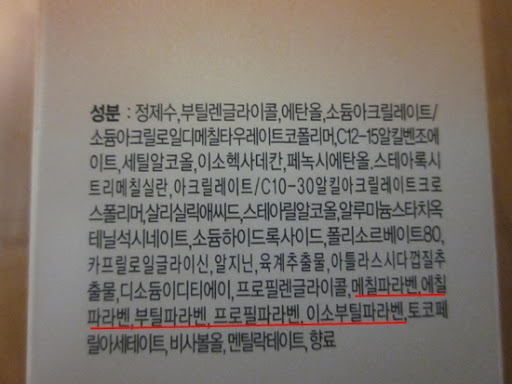 성분 : 정제수,부틸렌글라이콜,에탄올,소듐아크릴레이트/
소듐아크릴로일디메칠타우레이트코폴리머,C12-15알킬벤조에
이트,세틸알코올,이소헥사데칸,페녹시에탄올,스테아록시
트리메칠실란,아크릴레이트/C10-30알킬아크릴레이트크로
스폴리머,살리실릭애씨드,스테아릴알코올,알루미늄스타치옥
테닐석시네이트,소듐하이드록사이드,폴리소르베이트80,
카프릴로일글라이신,알지닌,육계추출물,아틀라스시다껍질추
출물,디소듐이디티에이,프로필렌글라이콜,메칠파라벤,에칠
파라벤,부틸파라벤,프로필파라벤,이소부틸파라벤,토코페
릴아세테이트,비사볼올,멘틸락테이트,향료